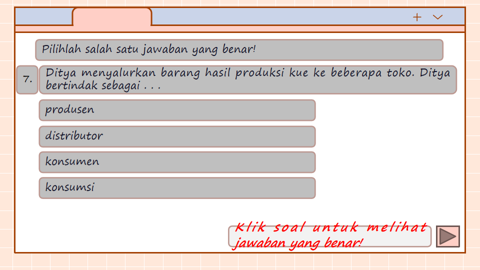 Pilihlah salah satu jawaban yang benar!
7. Ditya menyalurkan barang hasil produksi kue ke beberapa toko. Ditya
bertindak sebagai . . .
produsen
distributor
konsumen
konsumsi
Klik soal untuk melihat
jawaban yang benar!